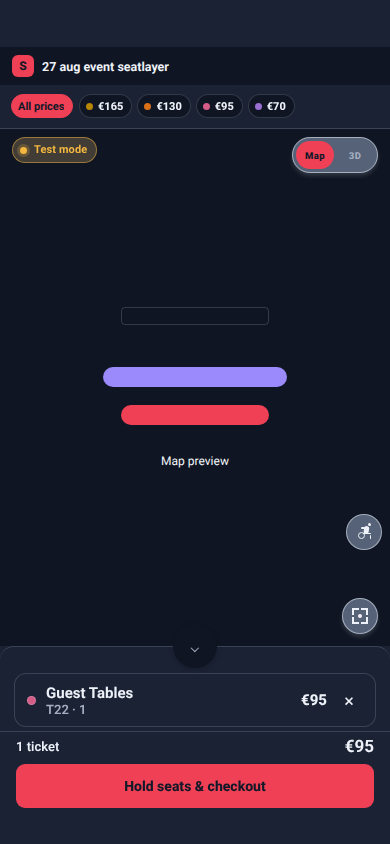 S 27 aug event seatlayer
All prices €165 €130 €95 €70
Test mode
Map 3D
Map preview
Guest Tables €95 ×
T22 · 1
1 ticket €95
Hold seats & checkout